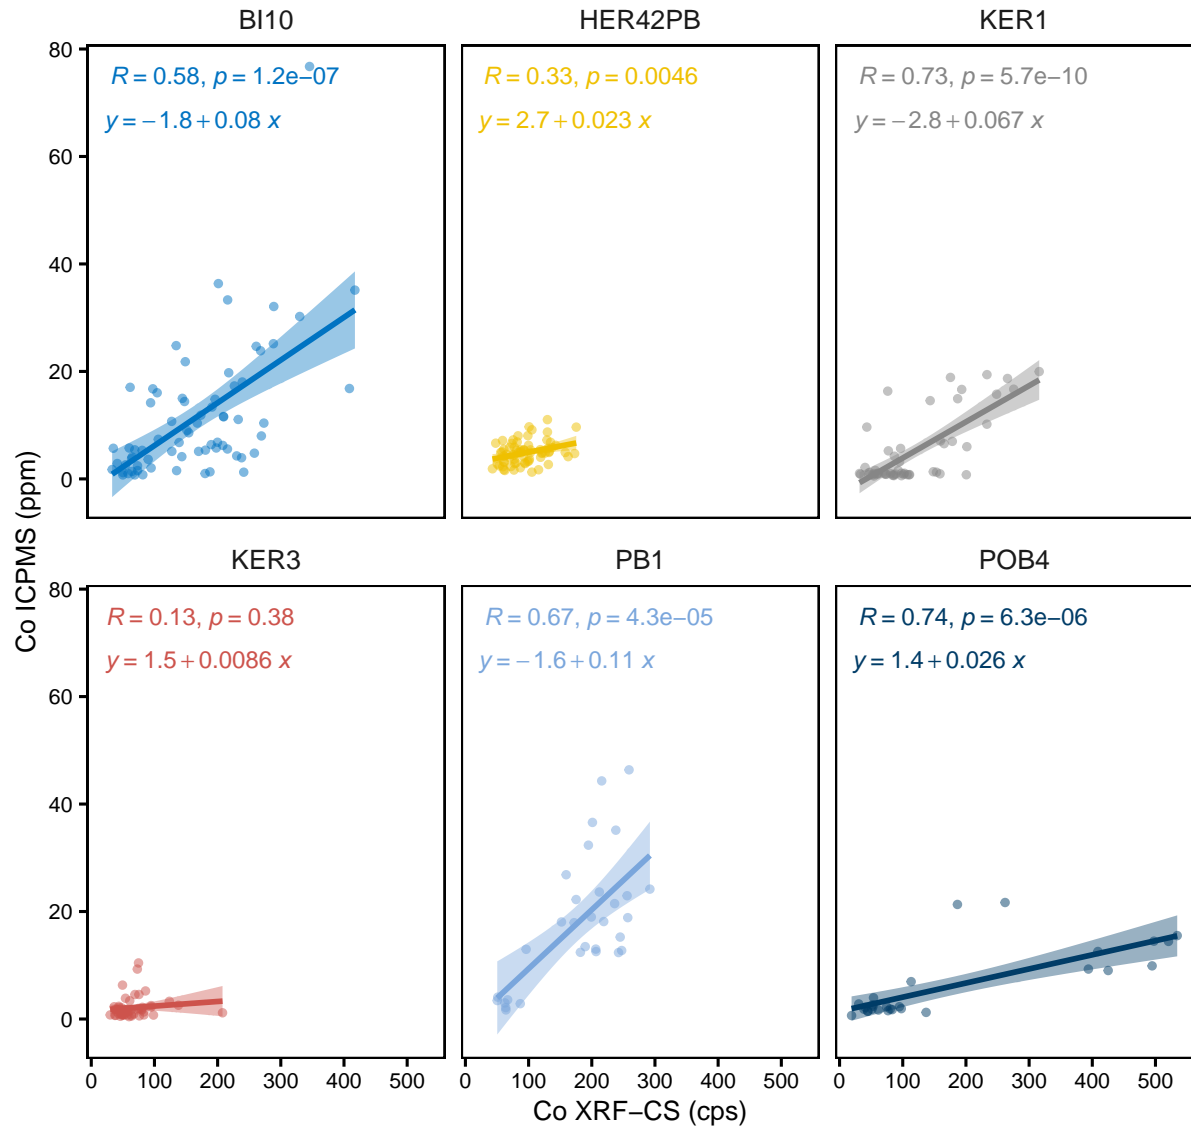 BI10
HER42PB
KER1
R = 0.58, p = 1.2e−07
y = −1.8 + 0.08 x
R = 0.33, p = 0.0046
y = 2.7 + 0.023 x
R = 0.73, p = 5.7e−10
y = −2.8 + 0.067 x
80
60
40
20
0
Co ICPMS (ppm)
KER3
PB1
POB4
R = 0.13, p = 0.38
y = 1.5 + 0.0086 x
R = 0.67, p = 4.3e−05
y = −1.6 + 0.11 x
R = 0.74, p = 6.3e−06
y = 1.4 + 0.026 x
80
60
40
20
0
0 100 200 300 400 500
0 100 200 300 400 500
0 100 200 300 400 500
Co XRF−CS (cps)